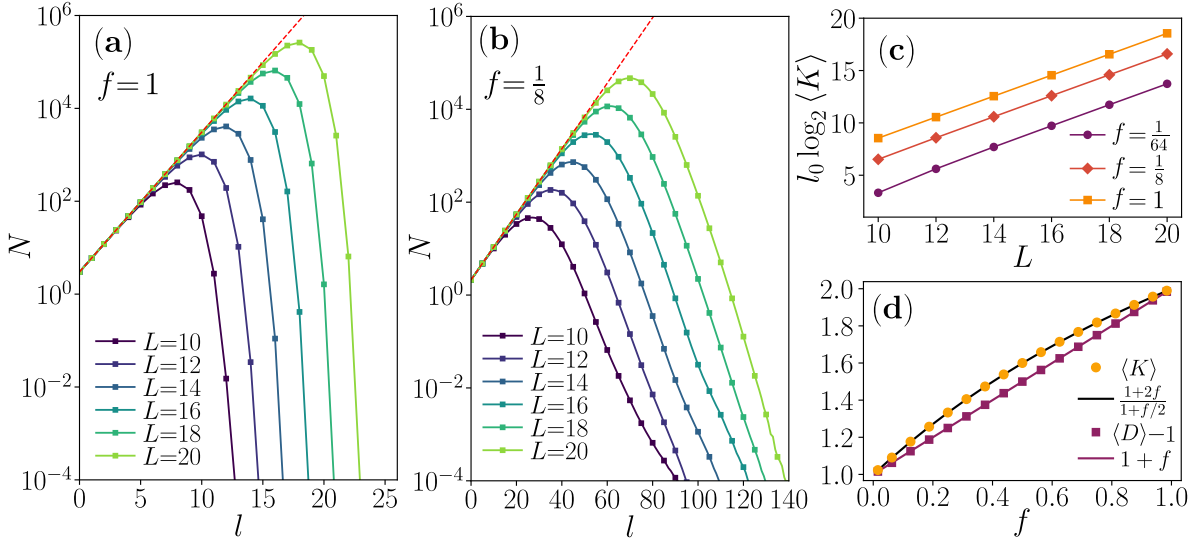 (a)
f=1
N
10^6
10^4
10^2
10^0
10^−2
10^−4
L=10
L=12
L=14
L=16
L=18
L=20
0 5 10 15 20 25
l
(b)
f=1/8
N
10^6
10^4
10^2
10^0
10^−2
10^−4
L=10
L=12
L=14
L=16
L=18
L=20
0 20 40 60 80 100 120 140
l
(c)
l_0 log_2 ⟨K⟩
20
15
10
5
f=1/64
f=1/8
f=1
10 12 14 16 18 20
L
(d)
2.0
1.8
1.6
1.4
1.2
1.0
⟨K⟩
(1+2f)/(1+f/2)
⟨D⟩−1
1+f
0.0 0.2 0.4 0.6 0.8 1.0
f